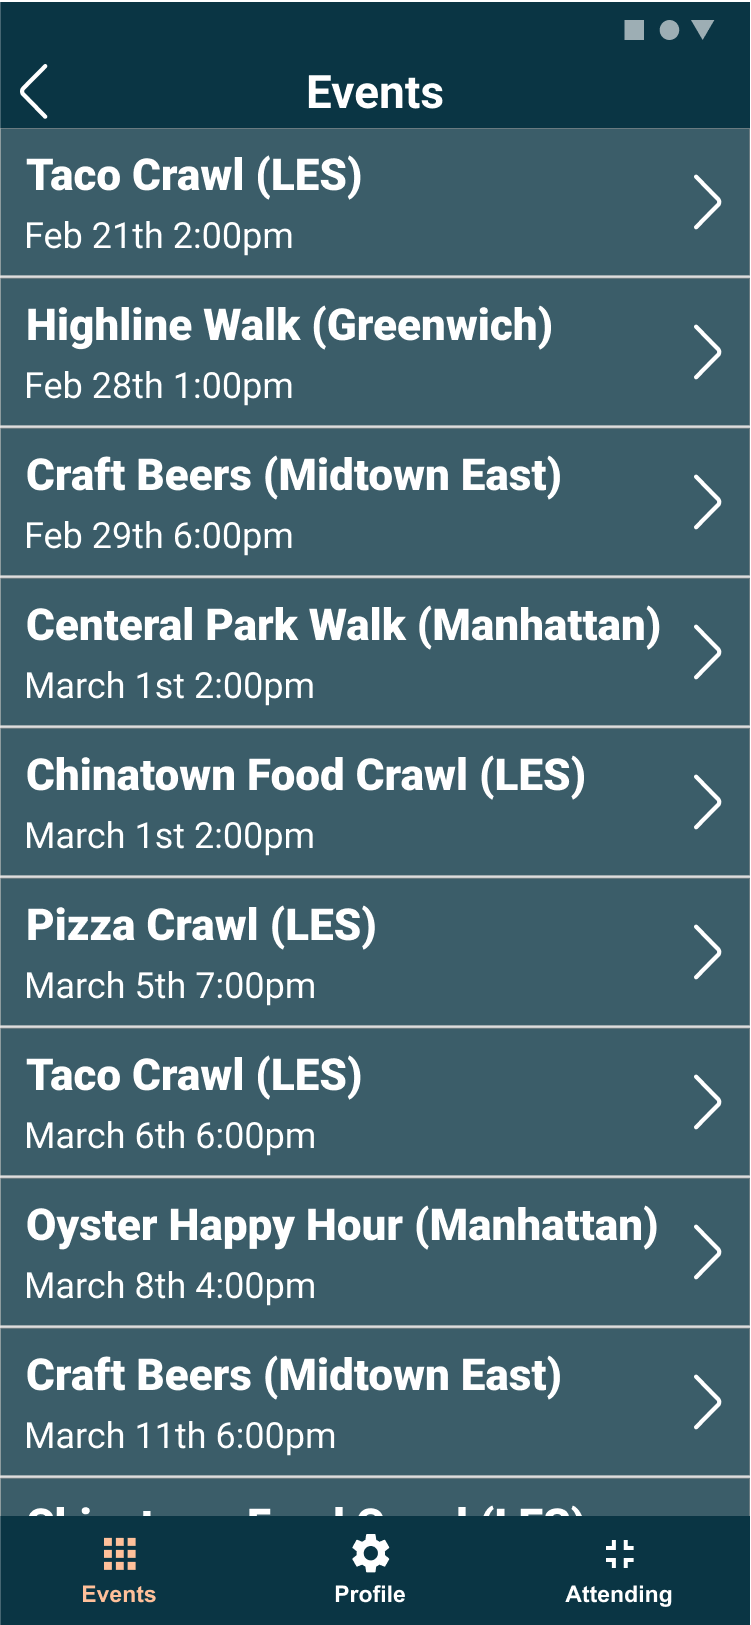 Events
Taco Crawl (LES)
Feb 21th 2:00pm
Highline Walk (Greenwich)
Feb 28th 1:00pm
Craft Beers (Midtown East)
Feb 29th 6:00pm
Centeral Park Walk (Manhattan)
March 1st 2:00pm
Chinatown Food Crawl (LES)
March 1st 2:00pm
Pizza Crawl (LES)
March 5th 7:00pm
Taco Crawl (LES)
March 6th 6:00pm
Oyster Happy Hour (Manhattan)
March 8th 4:00pm
Craft Beers (Midtown East)
March 11th 6:00pm
Events
Profile
Attending